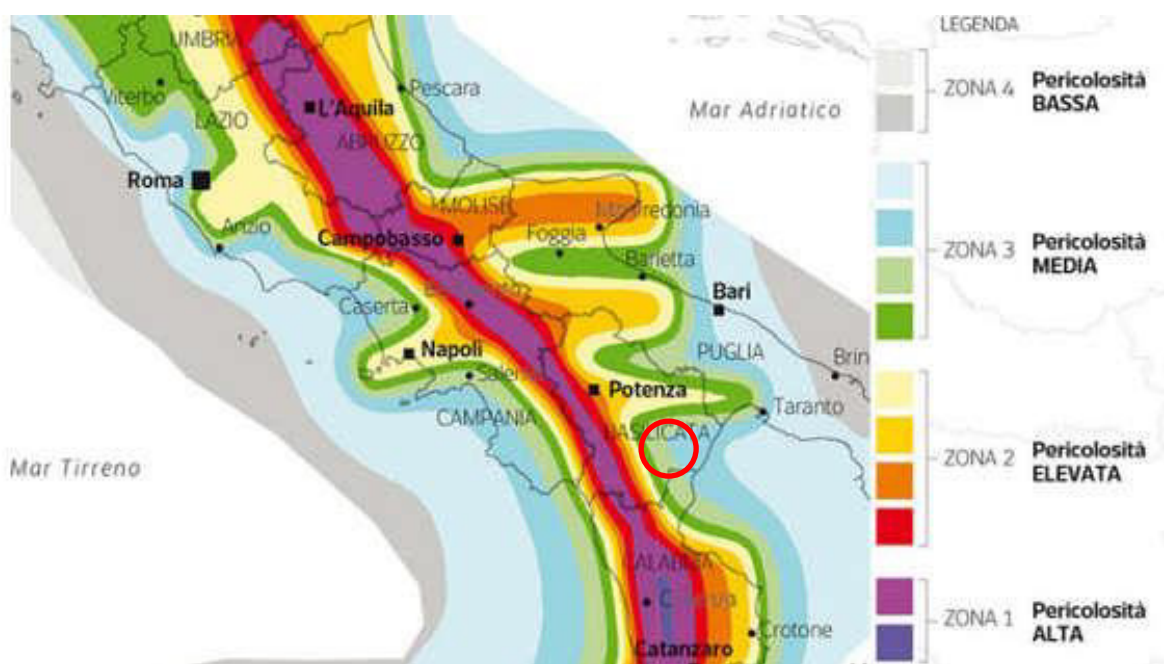 LEGENDA
UMBRIA
Viterbo
Pescara
L'Aquila
LAZIO
ABRUZZO
Mar Adriatico
Roma
MOLISE
Manfredonia
Anzio
Campobasso
Foggia
Barletta
Caserta
Bari
Napoli
PUGLIA
Brin
Salerno
Potenza
Taranto
CAMPANIA
BASILICATA
Mar Tirreno
CALABRIA
Crotone
Catanzaro
ZONA 4
Pericolosità
BASSA
ZONA 3
Pericolosità
MEDIA
ZONA 2
Pericolosità
ELEVATA
ZONA 1
Pericolosità
ALTA